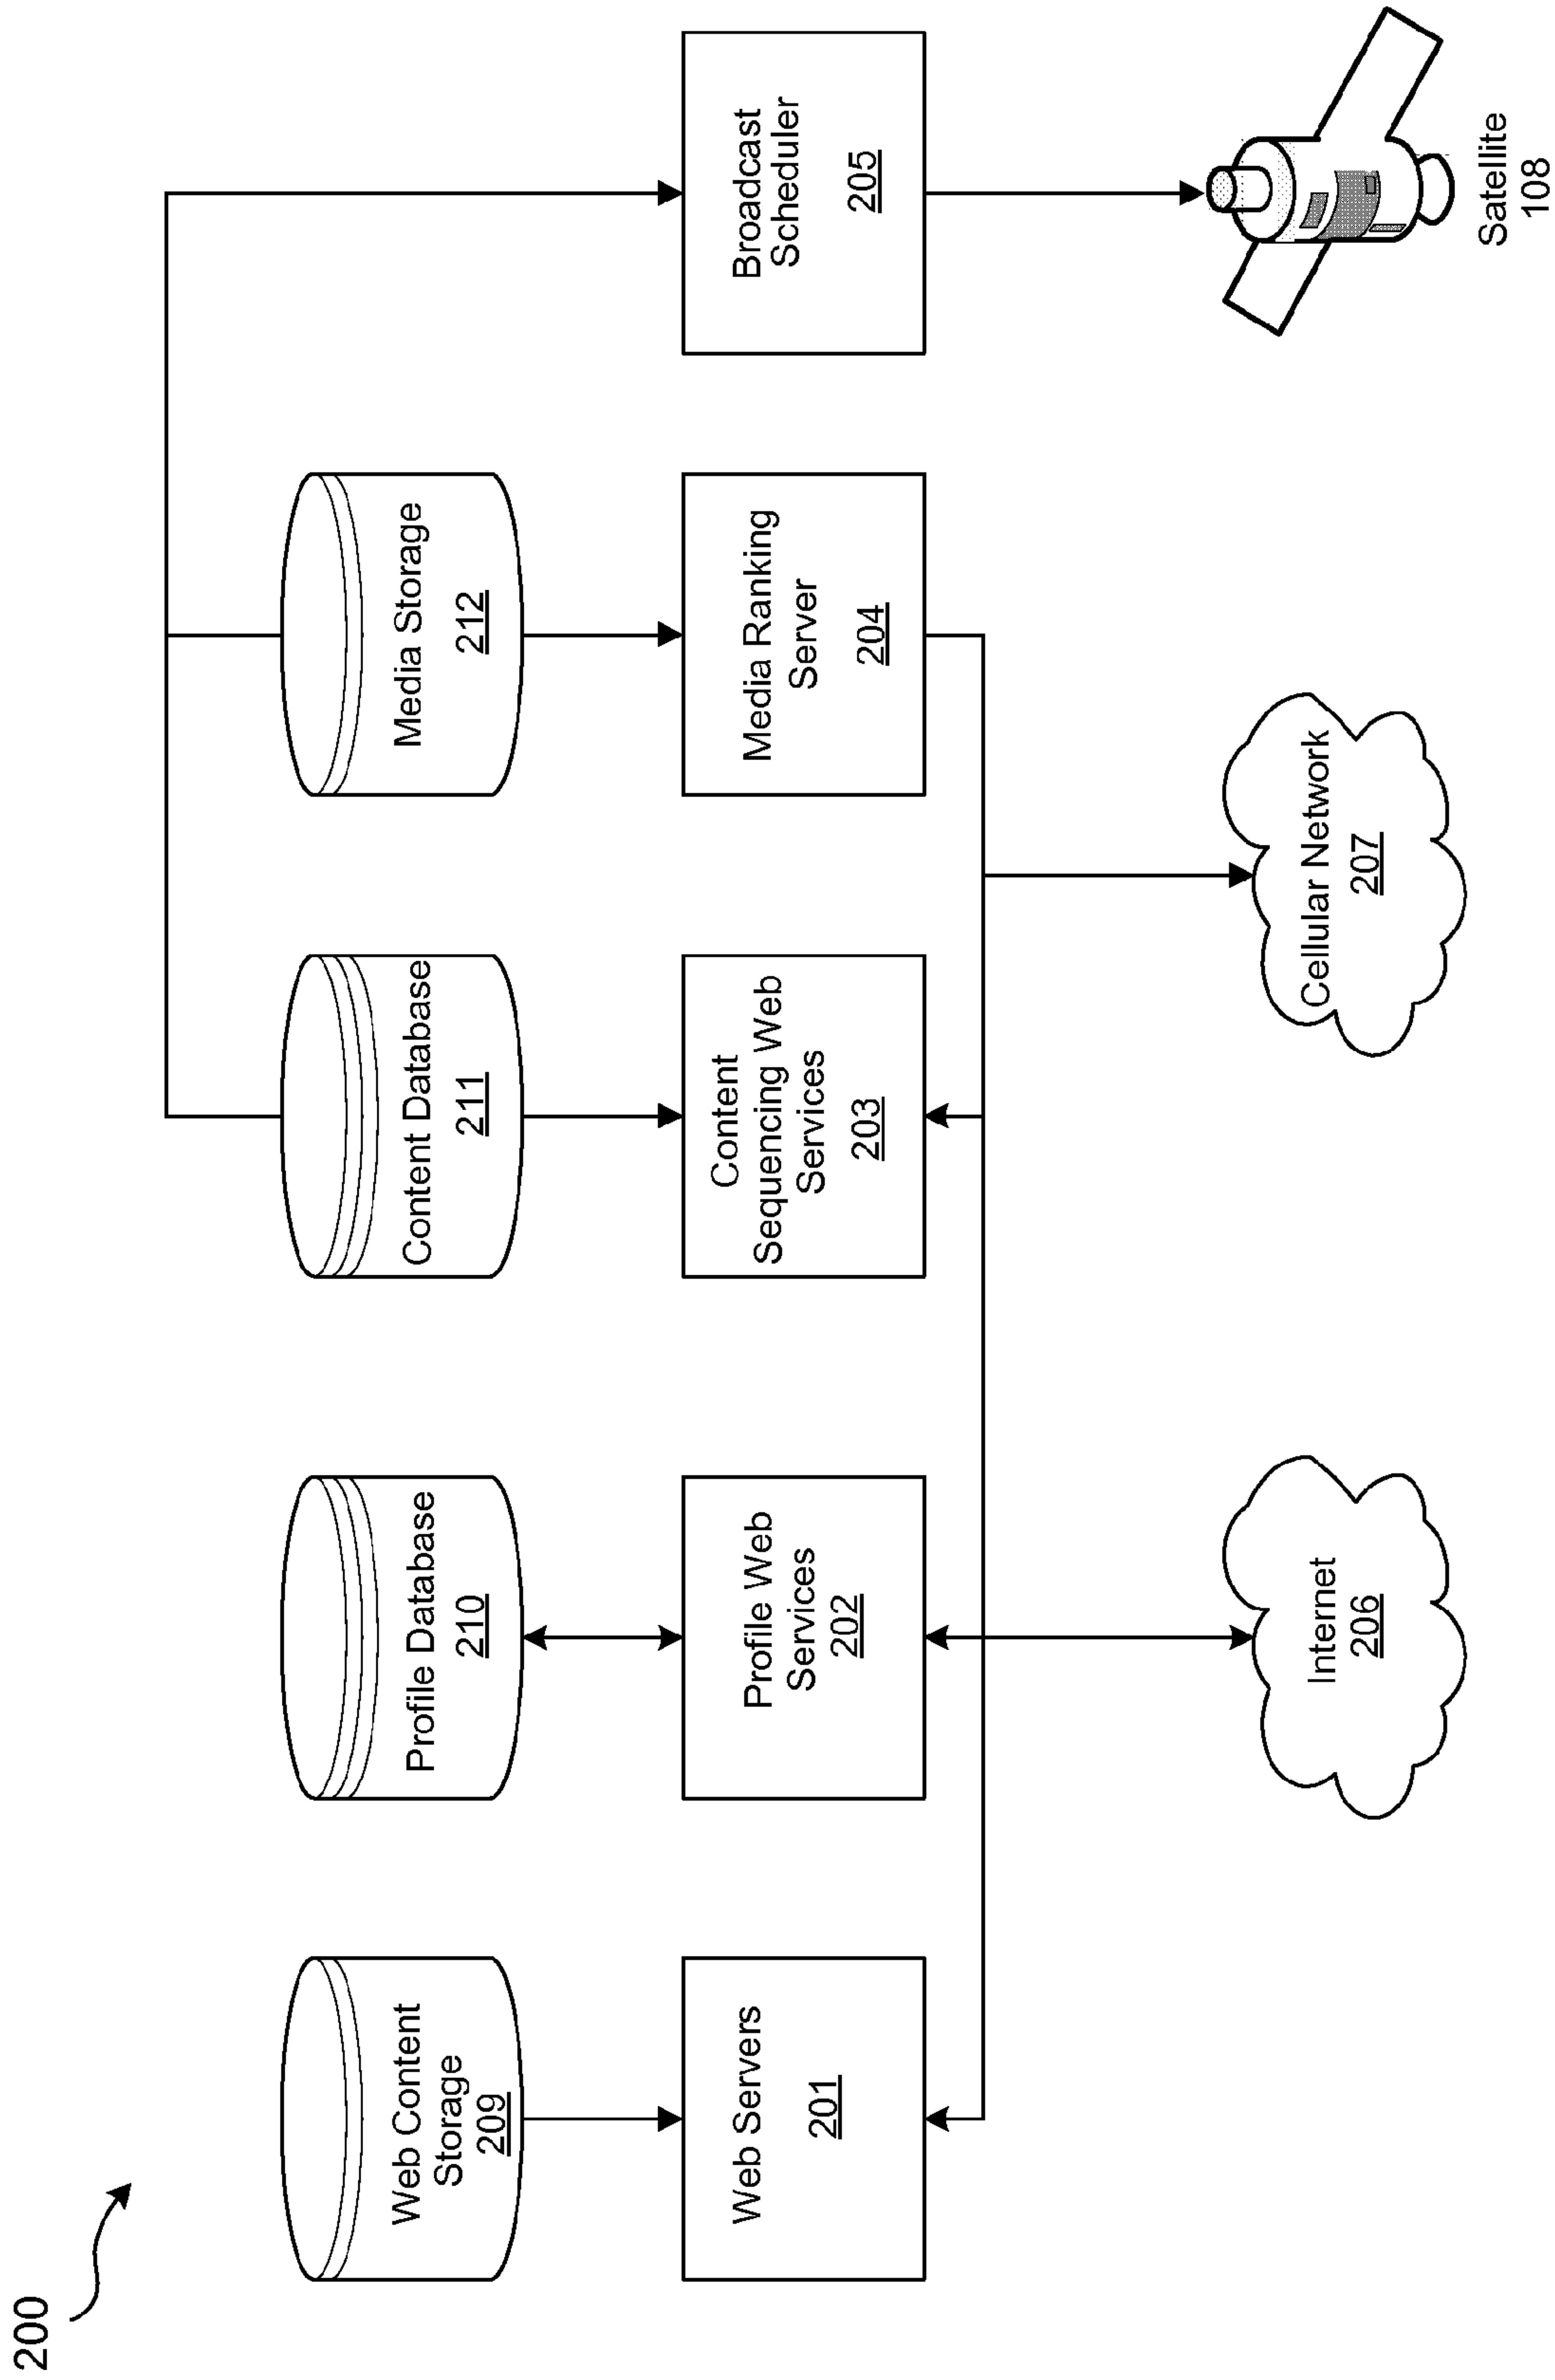 200
Web Content
Storage
209
Profile Database
210
Content Database
211
Media Storage
212
Web Servers
201
Profile Web
Services
202
Content
Sequencing Web
Services
203
Media Ranking
Server
204
Broadcast
Scheduler
205
Internet
206
Cellular Network
207
Satellite
108